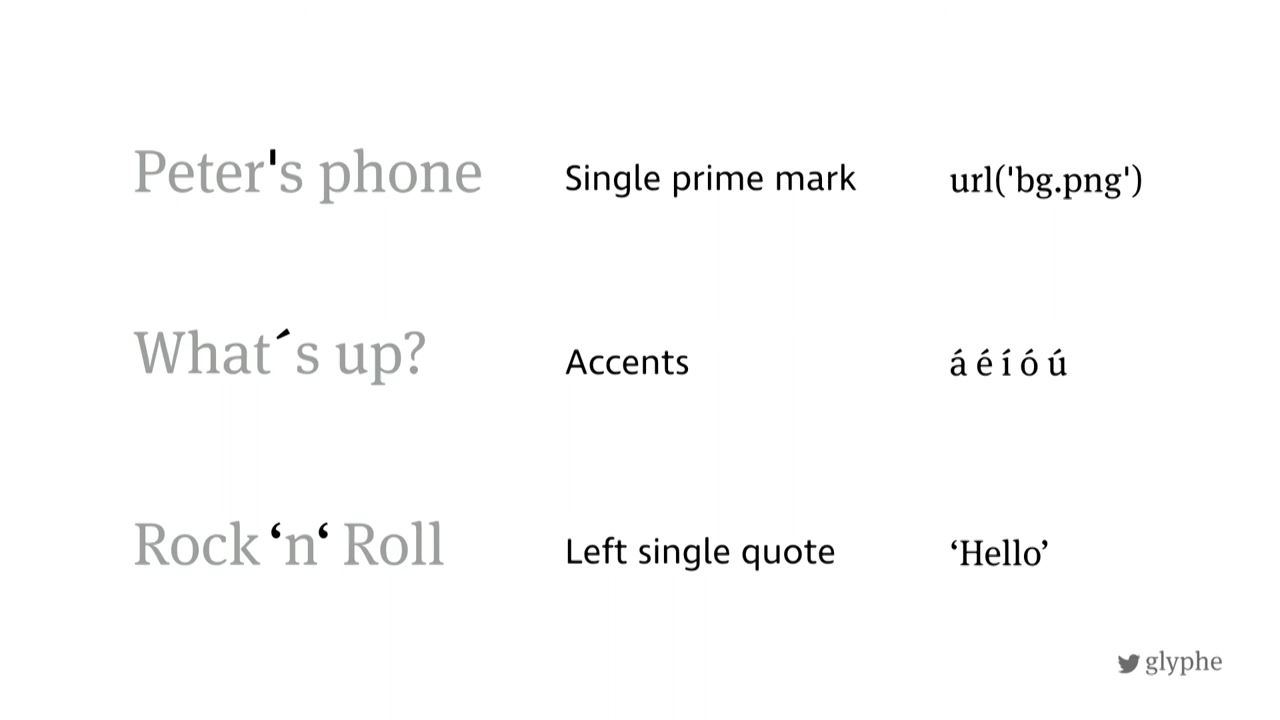 Peter's phone Single prime mark url('bg.png')
What´s up? Accents á é í ó ú
Rock ‘n‘ Roll Left single quote ‘Hello’
glyphe